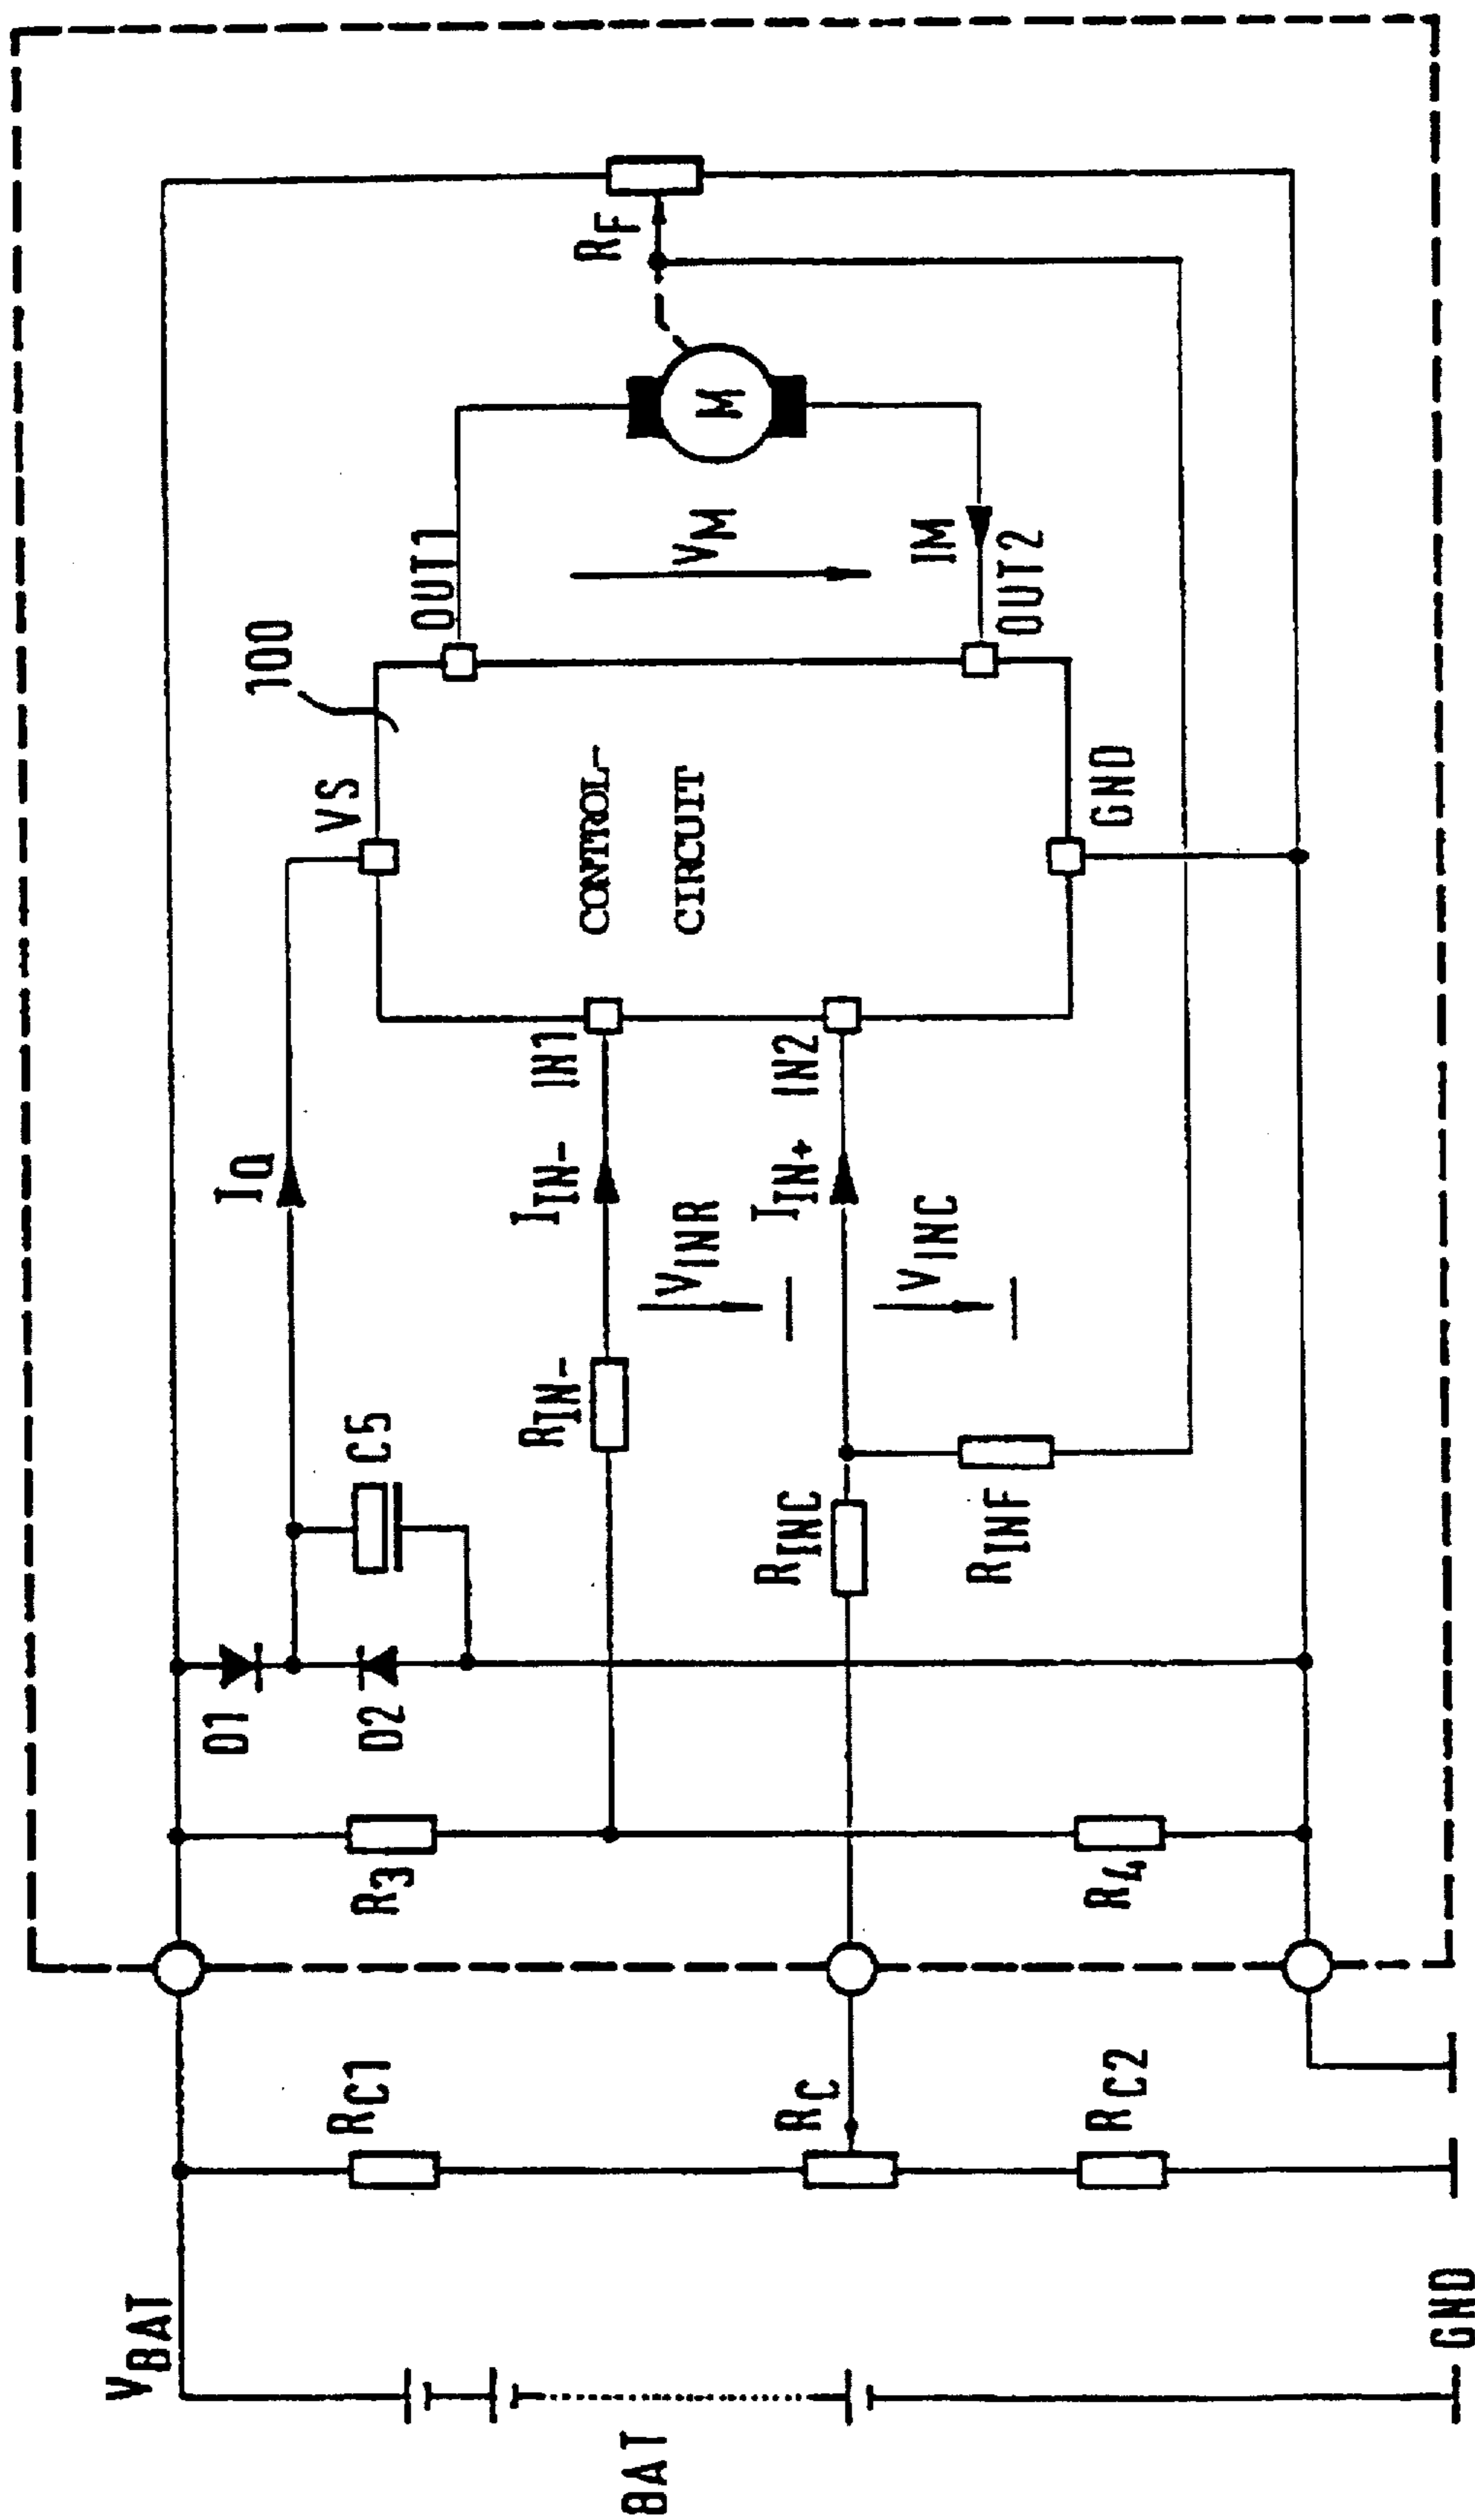 VBAT
BAT
GND
RC1
RC
RC2
R3
R4
D1
D2
C5
RIN-
RINC
RINF
IQ
IIN-
IN1
VINR
IIN+
IN2
VINC
VS
100
CONTROL-
CIRCUIT
GND
OUT1
OUT2
VM
IM
M
RF